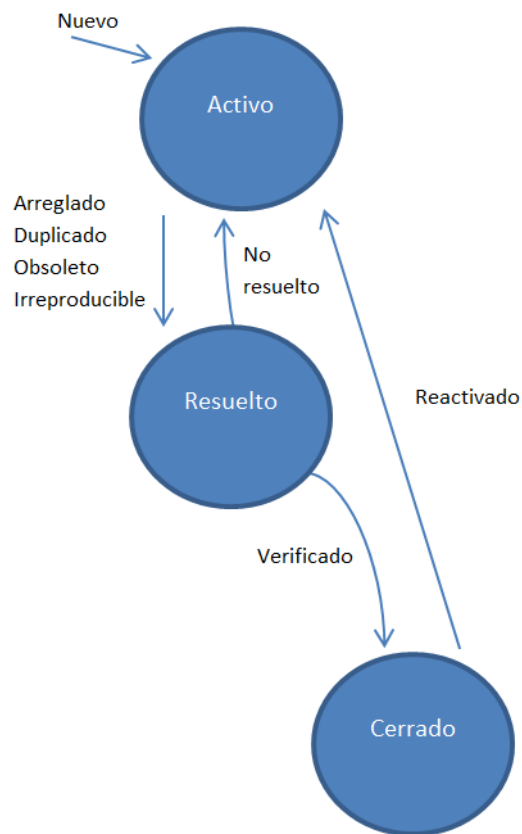 Nuevo
Activo
Arreglado
Duplicado
Obsoleto
Irreproducible
No
resuelto
Resuelto
Reactivado
Verificado
Cerrado